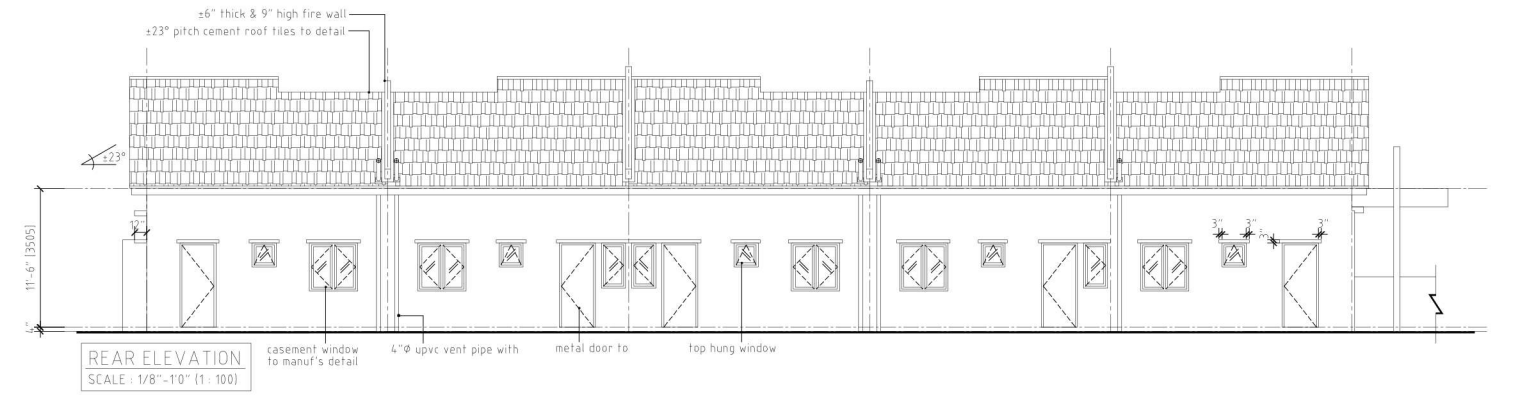 ±6" thick & 9" high fire wall
±23° pitch cement roof tiles to detail
±23°
12"
3" 3" 3" 3"
11'-6" [3505]
casement window
to manuf's detail
4"Ø upvc vent pipe with
metal door to
top hung window
REAR ELEVATION
SCALE : 1/8"-1'0" (1 : 100)